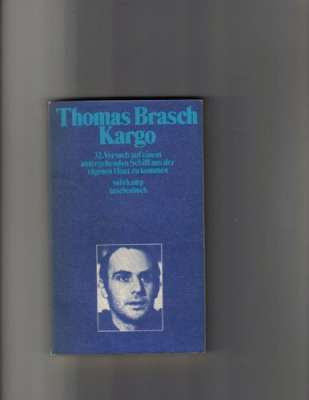 Thomas Brasch
Kargo
32. Versuch auf einem
untergehenden Schiff aus der
eigenen Haut zu kommen
suhrkamp
taschenbuch